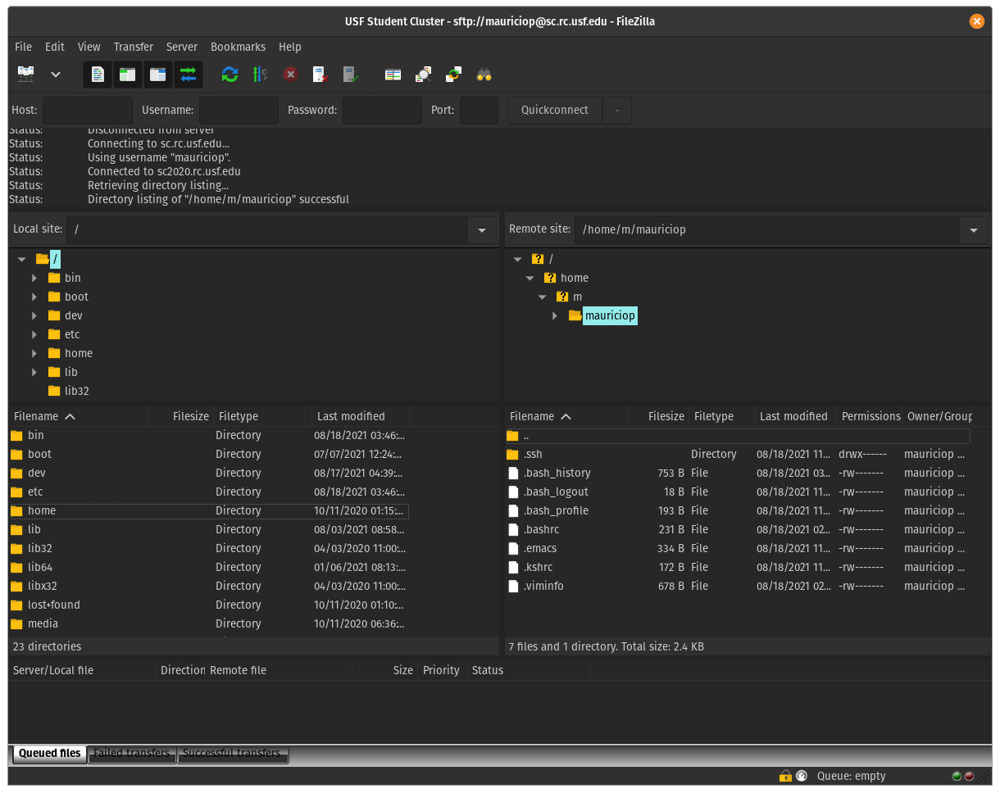 USF Student Cluster - sftp://mauriciop@sc.rc.usf.edu - FileZilla
File Edit View Transfer Server Bookmarks Help
Host: Username: Password: Port: Quickconnect
Status: Disconnected from server
Status: Connecting to sc.rc.usf.edu...
Status: Using username "mauriciop".
Status: Connected to sc2020.rc.usf.edu
Status: Retrieving directory listing...
Status: Directory listing of "/home/m/mauriciop" successful
Local site: /
/
bin
boot
dev
etc
home
lib
lib32
Filename Filesize Filetype Last modified
bin Directory 08/18/2021 03:46:...
boot Directory 07/07/2021 12:24:...
dev Directory 08/17/2021 04:39:...
etc Directory 08/18/2021 03:46:...
home Directory 10/11/2020 01:15:...
lib Directory 08/03/2021 08:58...
lib32 Directory 04/03/2020 11:00:...
lib64 Directory 01/06/2021 08:13:...
libx32 Directory 04/03/2020 11:00:...
lost+found Directory 10/11/2020 01:10:...
media Directory 10/11/2020 06:36:...
23 directories
Remote site: /home/m/mauriciop
? /
? home
? m
mauriciop
Filename Filesize Filetype Last modified Permissions Owner/Group
..
.ssh Directory 08/18/2021 11... drwx------ mauriciop ...
.bash_history 753 B File 08/18/2021 03... -rw------- mauriciop ...
.bash_logout 18 B File 08/18/2021 11... -rw------- mauriciop ...
.bash_profile 193 B File 08/18/2021 11... -rw------- mauriciop ...
.bashrc 231 B File 08/18/2021 02... -rw------- mauriciop ...
.emacs 334 B File 08/18/2021 11... -rw------- mauriciop ...
.kshrc 172 B File 08/18/2021 11... -rw------- mauriciop ...
.viminfo 678 B File 08/18/2021 02... -rw------- mauriciop ...
7 files and 1 directory. Total size: 2.4 KB
Server/Local file Direction Remote file Size Priority Status
Queued files Failed transfers Successful transfers
Queue: empty